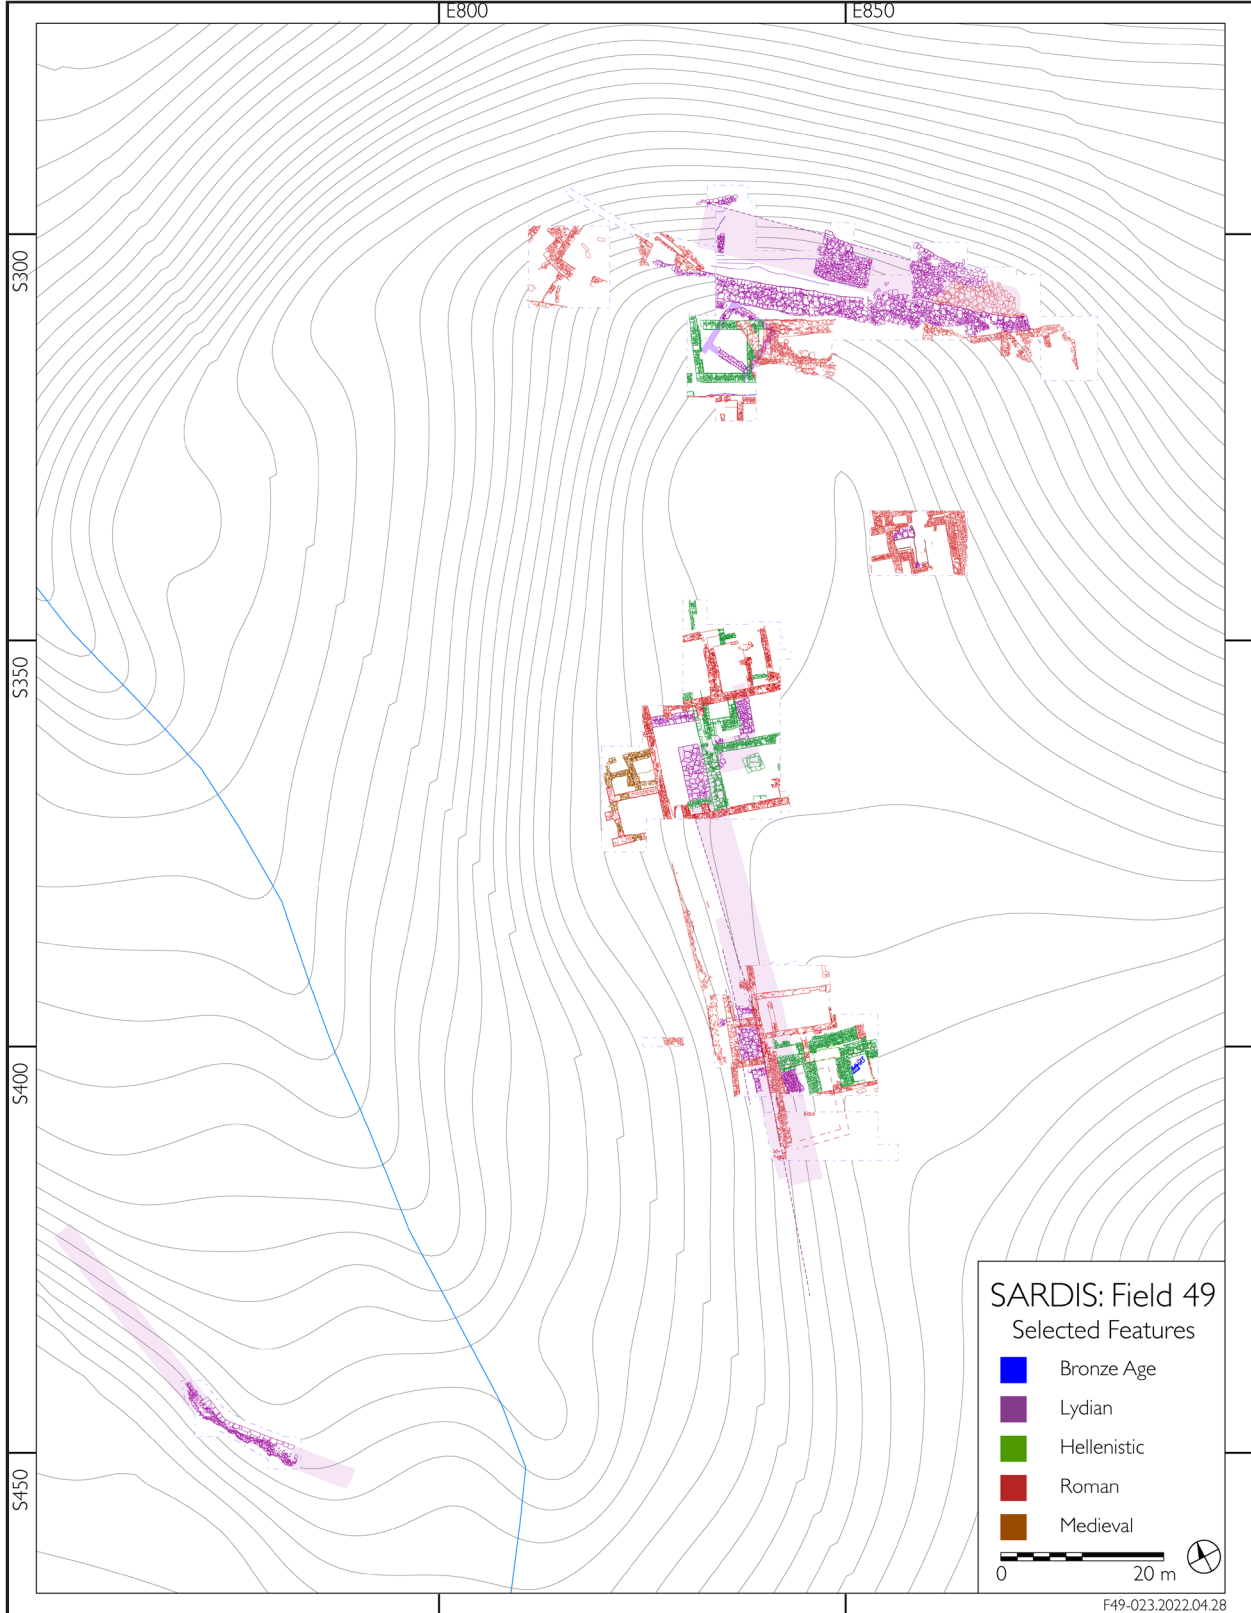 E800
E850
S300
S350
S400
S450
SARDIS: Field 49
Selected Features
Bronze Age
Lydian
Hellenistic
Roman
Medieval
0 20 m
F49-023.2022.04.28